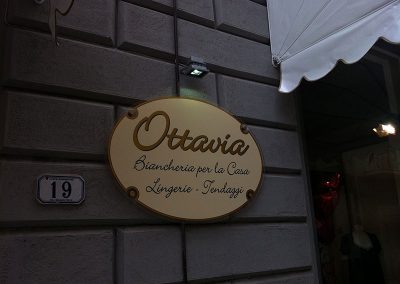 Ottavia
Biancheria per la Casa
Lingerie - Tendaggi
19